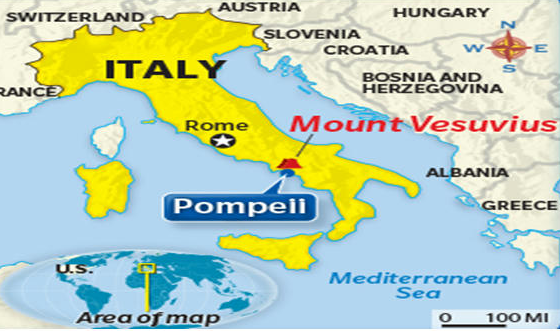 AUSTRIA
HUNGARY
SWITZERLAND
SLOVENIA
N
W E
S
CROATIA
ITALY
BOSNIA AND
HERZEGOVINA
RANCE
Rome
Mount Vesuvius
ALBANIA
Pompeii
GREECE
U.S.
Mediterranean
Sea
Area of map
0 100 MI